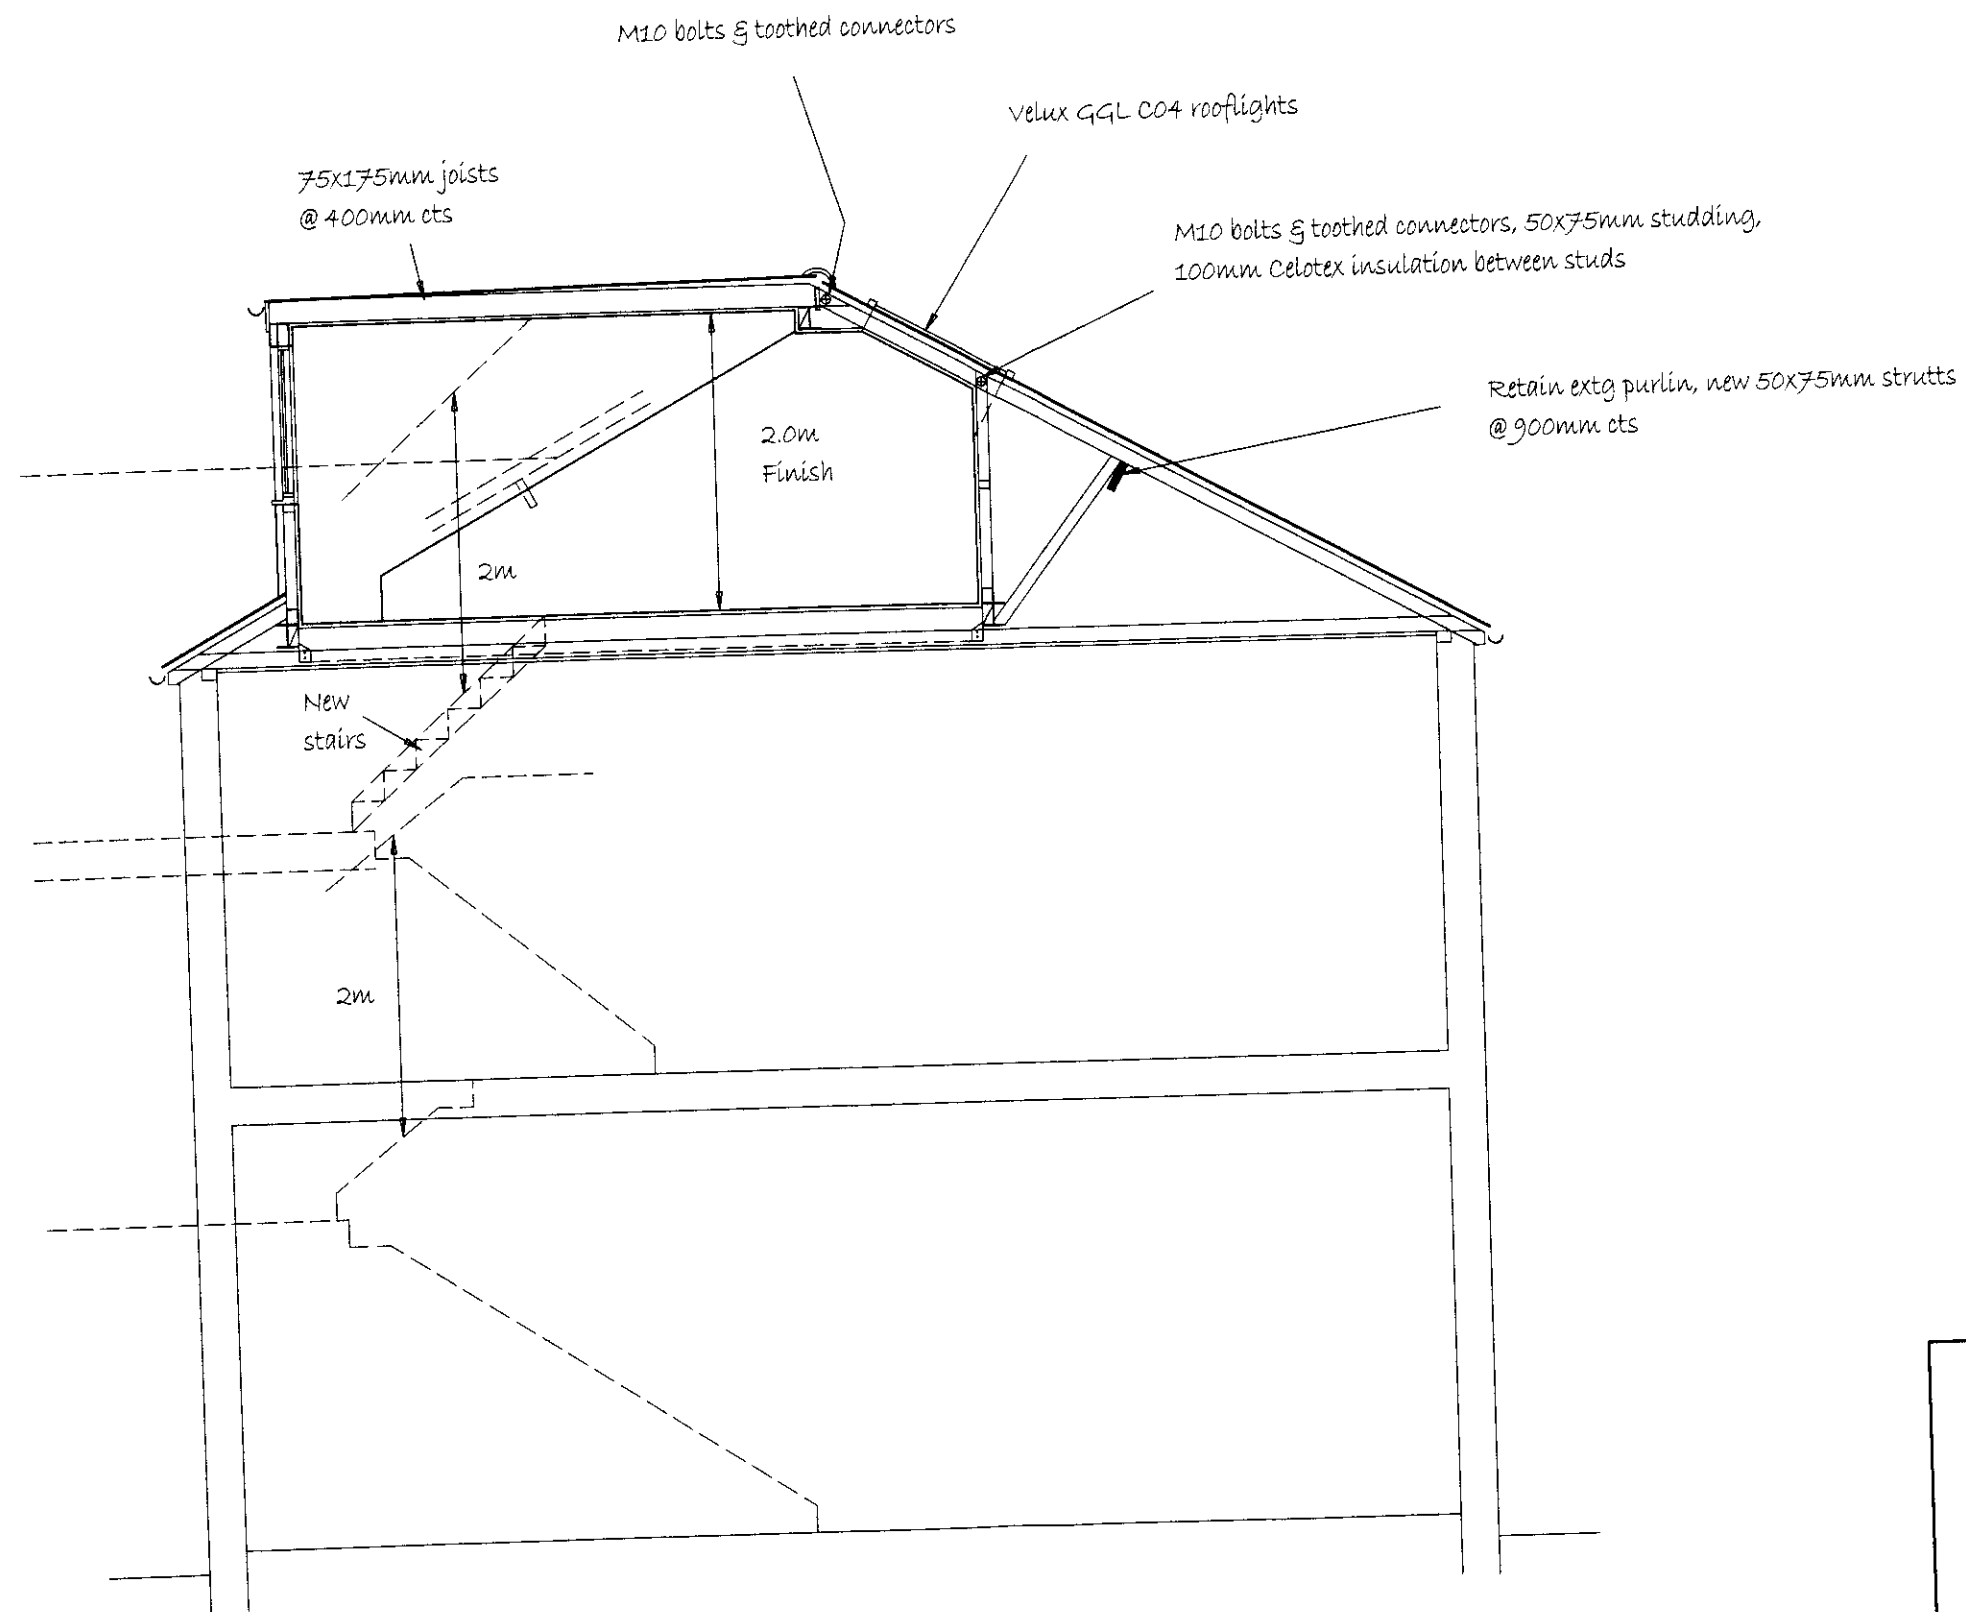 M10 bolts & toothed connectors
Velux GGL C04 rooflights
75x175mm joists
@ 400mm cts
M10 bolts & toothed connectors, 50x75mm studding,
100mm Celotex insulation between studs
Retain extg purlin, new 50x75mm strutts
@ 900mm cts
2.0m
Finish
2m
New
stairs
2m